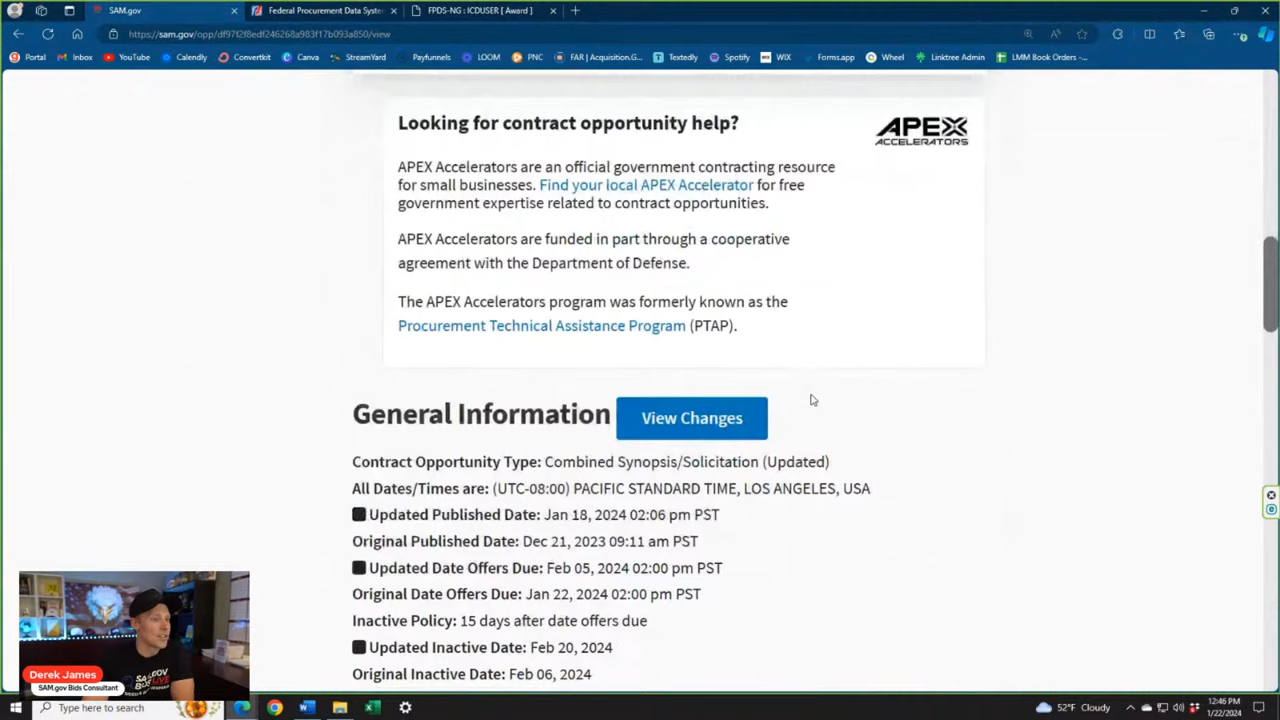 SAM.gov
Federal Procurement Data Syste
FPDS-NG : ICDUSER [ Award ]
https://sam.gov/opp/df97f2f8edf246268a983f17b093a850/view
Portal
Inbox
YouTube
Calendly
Convertkit
Canva
StreamYard
Payfunnels
LOOM
PNC
FAR | Acquisition.G...
Textedly
Spotify
WIX
Forms.app
Wheel
Linktree Admin
LMM Book Orders -...
Looking for contract opportunity help?
APEX
ACCELERATORS
APEX Accelerators are an official government contracting resource
for small businesses. Find your local APEX Accelerator for free
government expertise related to contract opportunities.
APEX Accelerators are funded in part through a cooperative
agreement with the Department of Defense.
The APEX Accelerators program was formerly known as the
Procurement Technical Assistance Program (PTAP).
General Information
View Changes
Contract Opportunity Type: Combined Synopsis/Solicitation (Updated)
All Dates/Times are: (UTC-08:00) PACIFIC STANDARD TIME, LOS ANGELES, USA
Updated Published Date: Jan 18, 2024 02:06 pm PST
Original Published Date: Dec 21, 2023 09:11 am PST
Updated Date Offers Due: Feb 05, 2024 02:00 pm PST
Original Date Offers Due: Jan 22, 2024 02:00 pm PST
Inactive Policy: 15 days after date offers due
Updated Inactive Date: Feb 20, 2024
Original Inactive Date: Feb 06, 2024
Derek James
SAM.gov Bids Consultant
Type here to search
52°F Cloudy
12:46 PM
1/22/2024